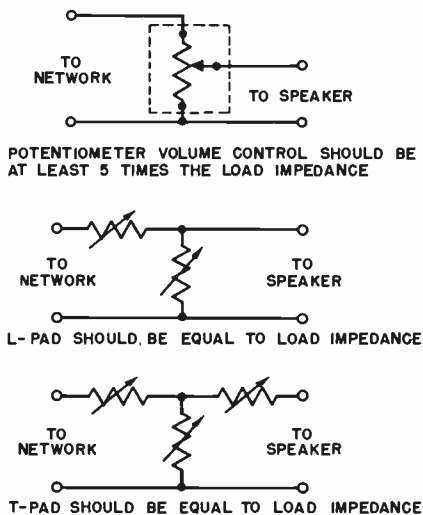 TO
NETWORK
TO SPEAKER
POTENTIOMETER VOLUME CONTROL SHOULD BE
AT LEAST 5 TIMES THE LOAD IMPEDANCE
TO
NETWORK
TO
SPEAKER
L-PAD SHOULD, BE EQUAL TO LOAD IMPEDANCE
TO
NETWORK
TO
SPEAKER
T-PAD SHOULD BE EQUAL TO LOAD IMPEDANCE